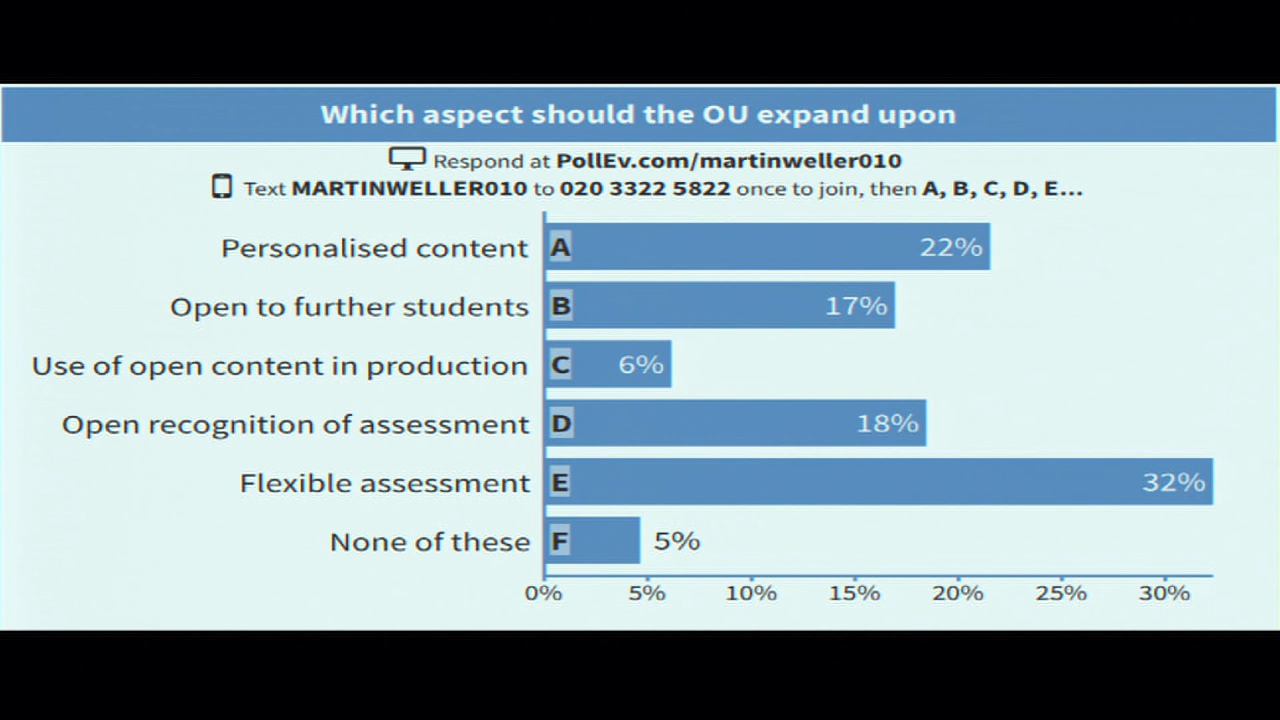 Which aspect should the OU expand upon
Respond at PollEv.com/martinweller010
Text MARTINWELLER010 to 020 3322 5822 once to join, then A, B, C, D, E...
Personalised content A 22%
Open to further students B 17%
Use of open content in production C 6%
Open recognition of assessment D 18%
Flexible assessment E 32%
None of these F 5%
0% 5% 10% 15% 20% 25% 30%